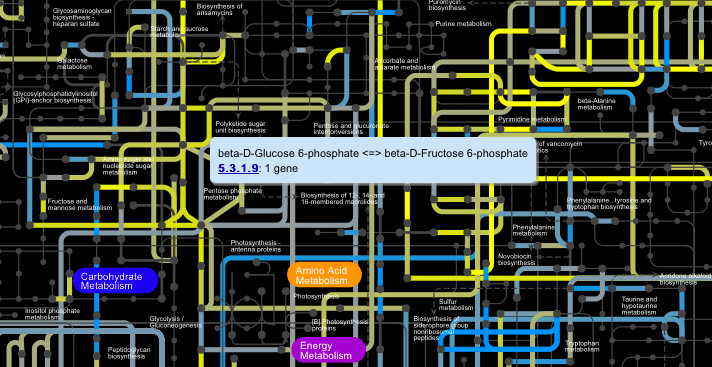 Glycosaminoglycan
biosynthesis -
heparan sulfate
Biosynthesis of
ansamycins
Puromycin
biosynthesis
Purine metabolism
Starch and sucrose
metabolism
Galactose
metabolism
Ascorbate and
aldarate metabolism
Glycosylphosphatidylinositol
(GPI)-anchor biosynthesis
beta-Alanine
metabolism
Polyketide sugar
unit biosynthesis
Pentose and glucuronate
interconversions
Pyrimidine metabolism
of vancomycin
beta-D-Glucose 6-phosphate <=> beta-D-Fructose 6-phosphate
5.3.1.9: 1 gene
Amino sugar and
nucleotide sugar
metabolism
Pentose phosphate
metabolism
Biosynthesis of 12-, 14- and
16-membered macrolides
Fructose and
mannose metabolism
Phenylalanine , tyrosine and
tryptophan biosynthesis
Phenylalanine
metabolism
Photosynthesis -
antenna proteins
Novobiocin
biosynthesis
Carbohydrate
Metabolism
Amino Acid
Metabolism
Acridone alkaloid
biosynthesis
Photosynthesis
Sulfur
metabolism
Taurine and
hypotaurine
metabolism
Inositol phosphate
metabolism
Glycolysis /
Gluconeogenesis
[B] Photosynthesis
proteins
Biosynthesis of
siderophore group
nonribosomal
peptides
Energy
Metabolism
Peptidoglycan
biosynthesis
Tryptophan
metabolism